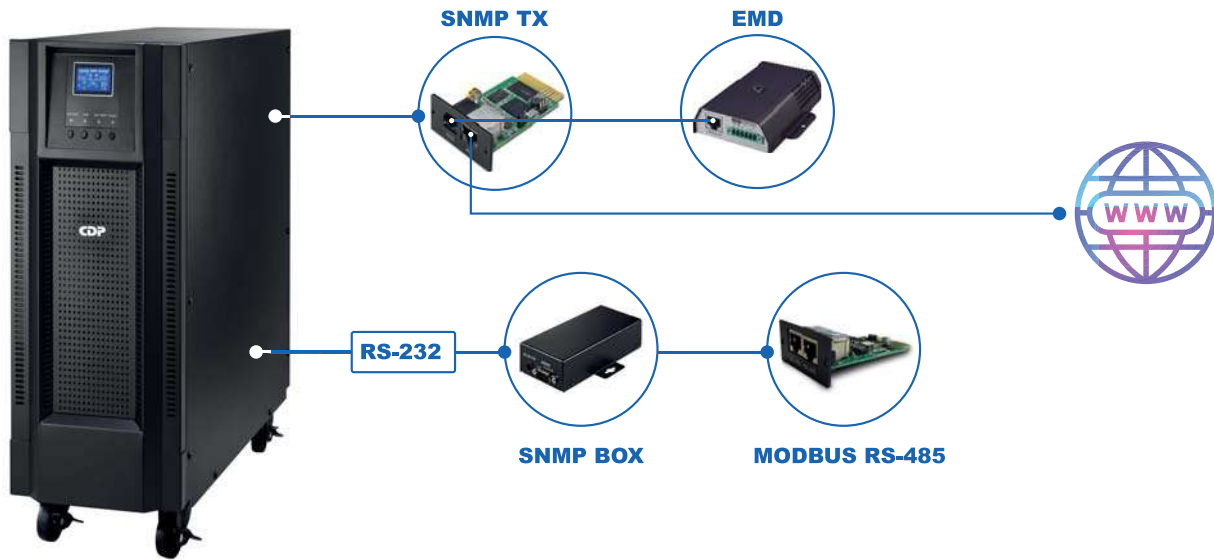 SNMP TX
EMD
CDP
WWW
RS-232
SNMP BOX
MODBUS RS-485